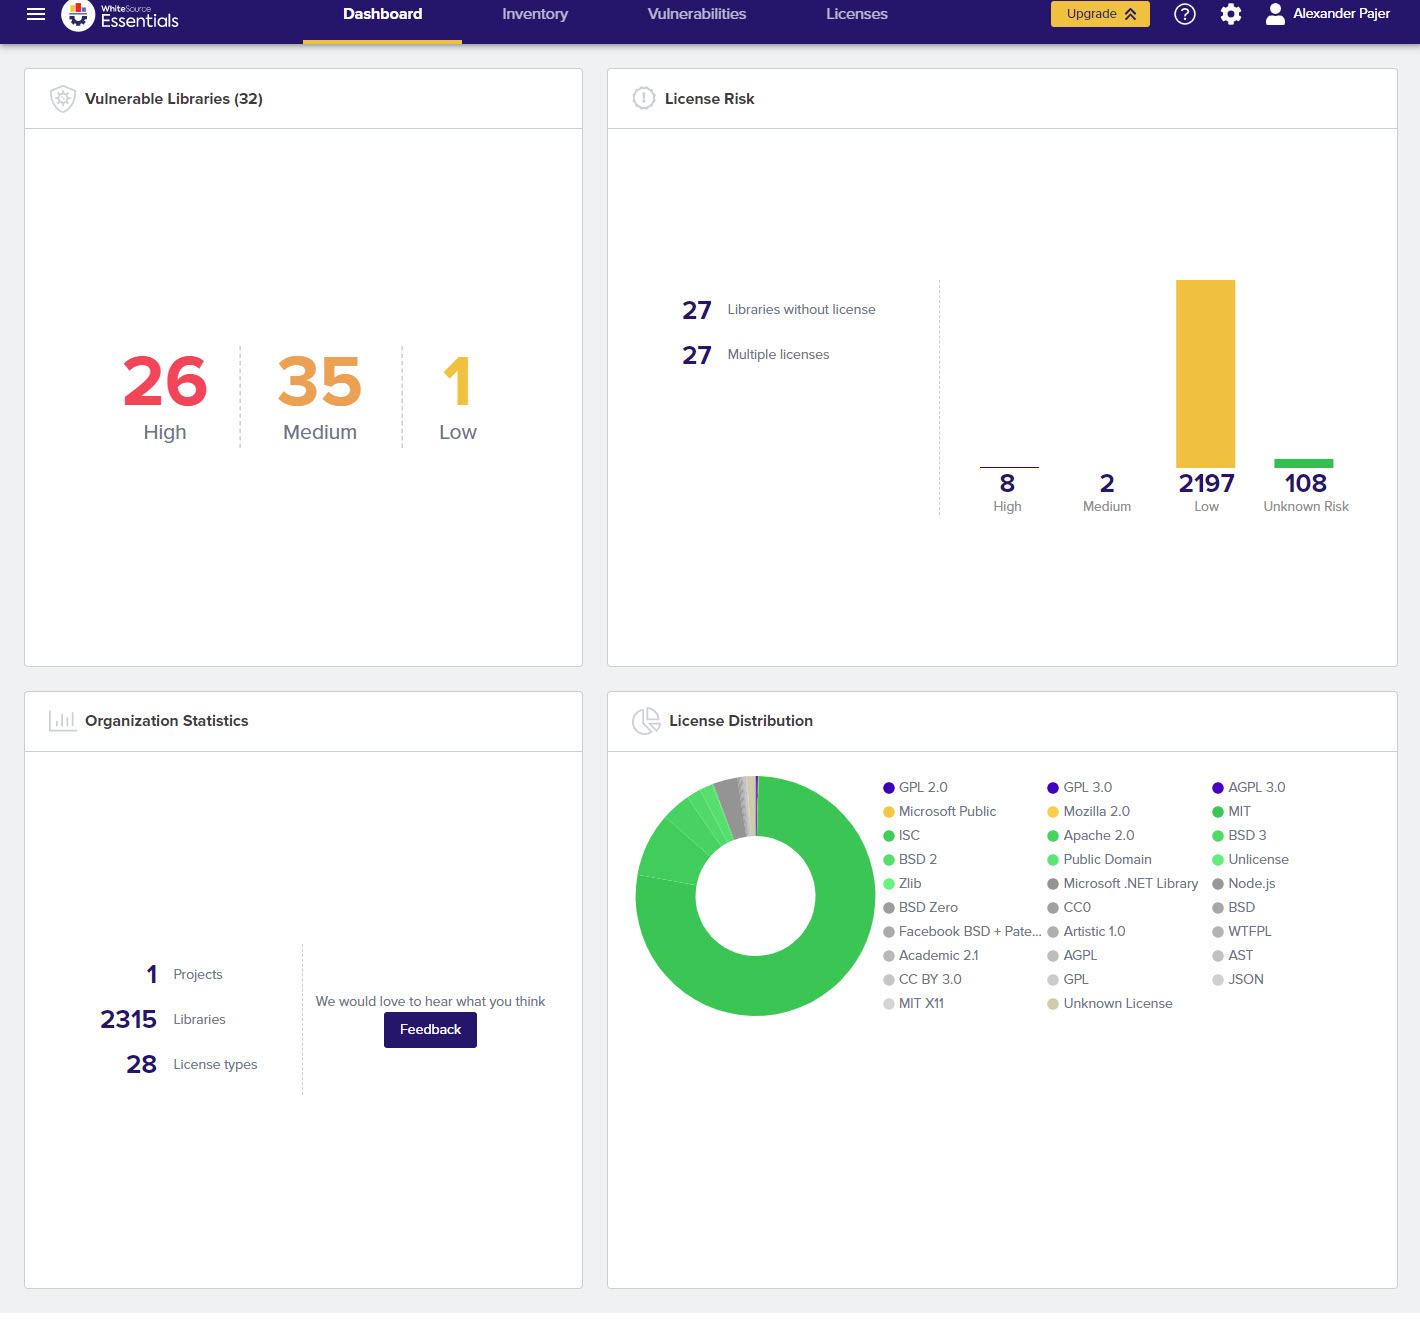 WhiteSource
Essentials
Dashboard
Inventory
Vulnerabilities
Licenses
Upgrade
?
Alexander Pajer
Vulnerable Libraries (32)
26
High
35
Medium
1
Low
License Risk
27 Libraries without license
27 Multiple licenses
8
High
2
Medium
2197
Low
108
Unknown Risk
Organization Statistics
1 Projects
2315 Libraries
28 License types
We would love to hear what you think
Feedback
License Distribution
GPL 2.0 GPL 3.0 AGPL 3.0
Microsoft Public Mozilla 2.0 MIT
ISC Apache 2.0 BSD 3
BSD 2 Public Domain Unlicense
Zlib Microsoft .NET Library Node.js
BSD Zero CC0 BSD
Facebook BSD + Pate... Artistic 1.0 WTFPL
Academic 2.1 AGPL AST
CC BY 3.0 GPL JSON
MIT X11 Unknown License